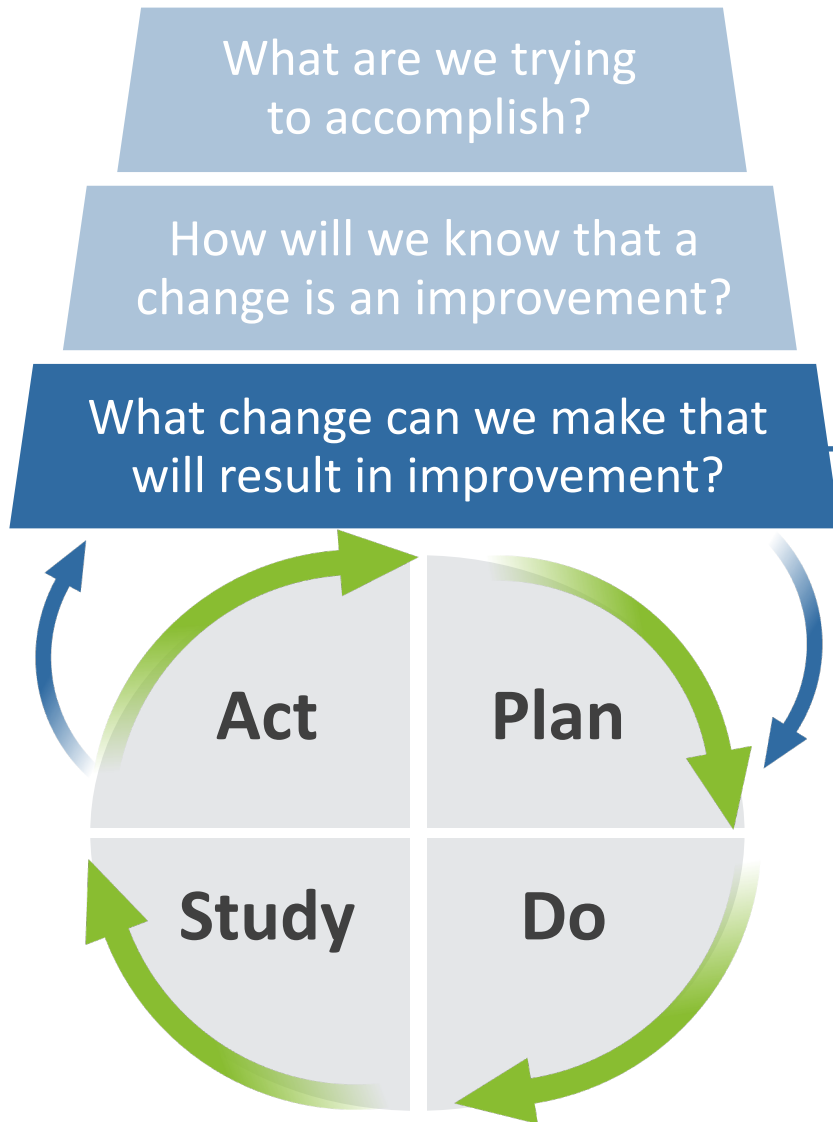 What are we trying
to accomplish?
How will we know that a
change is an improvement?
What change can we make that
will result in improvement?
Act
Plan
Study
Do